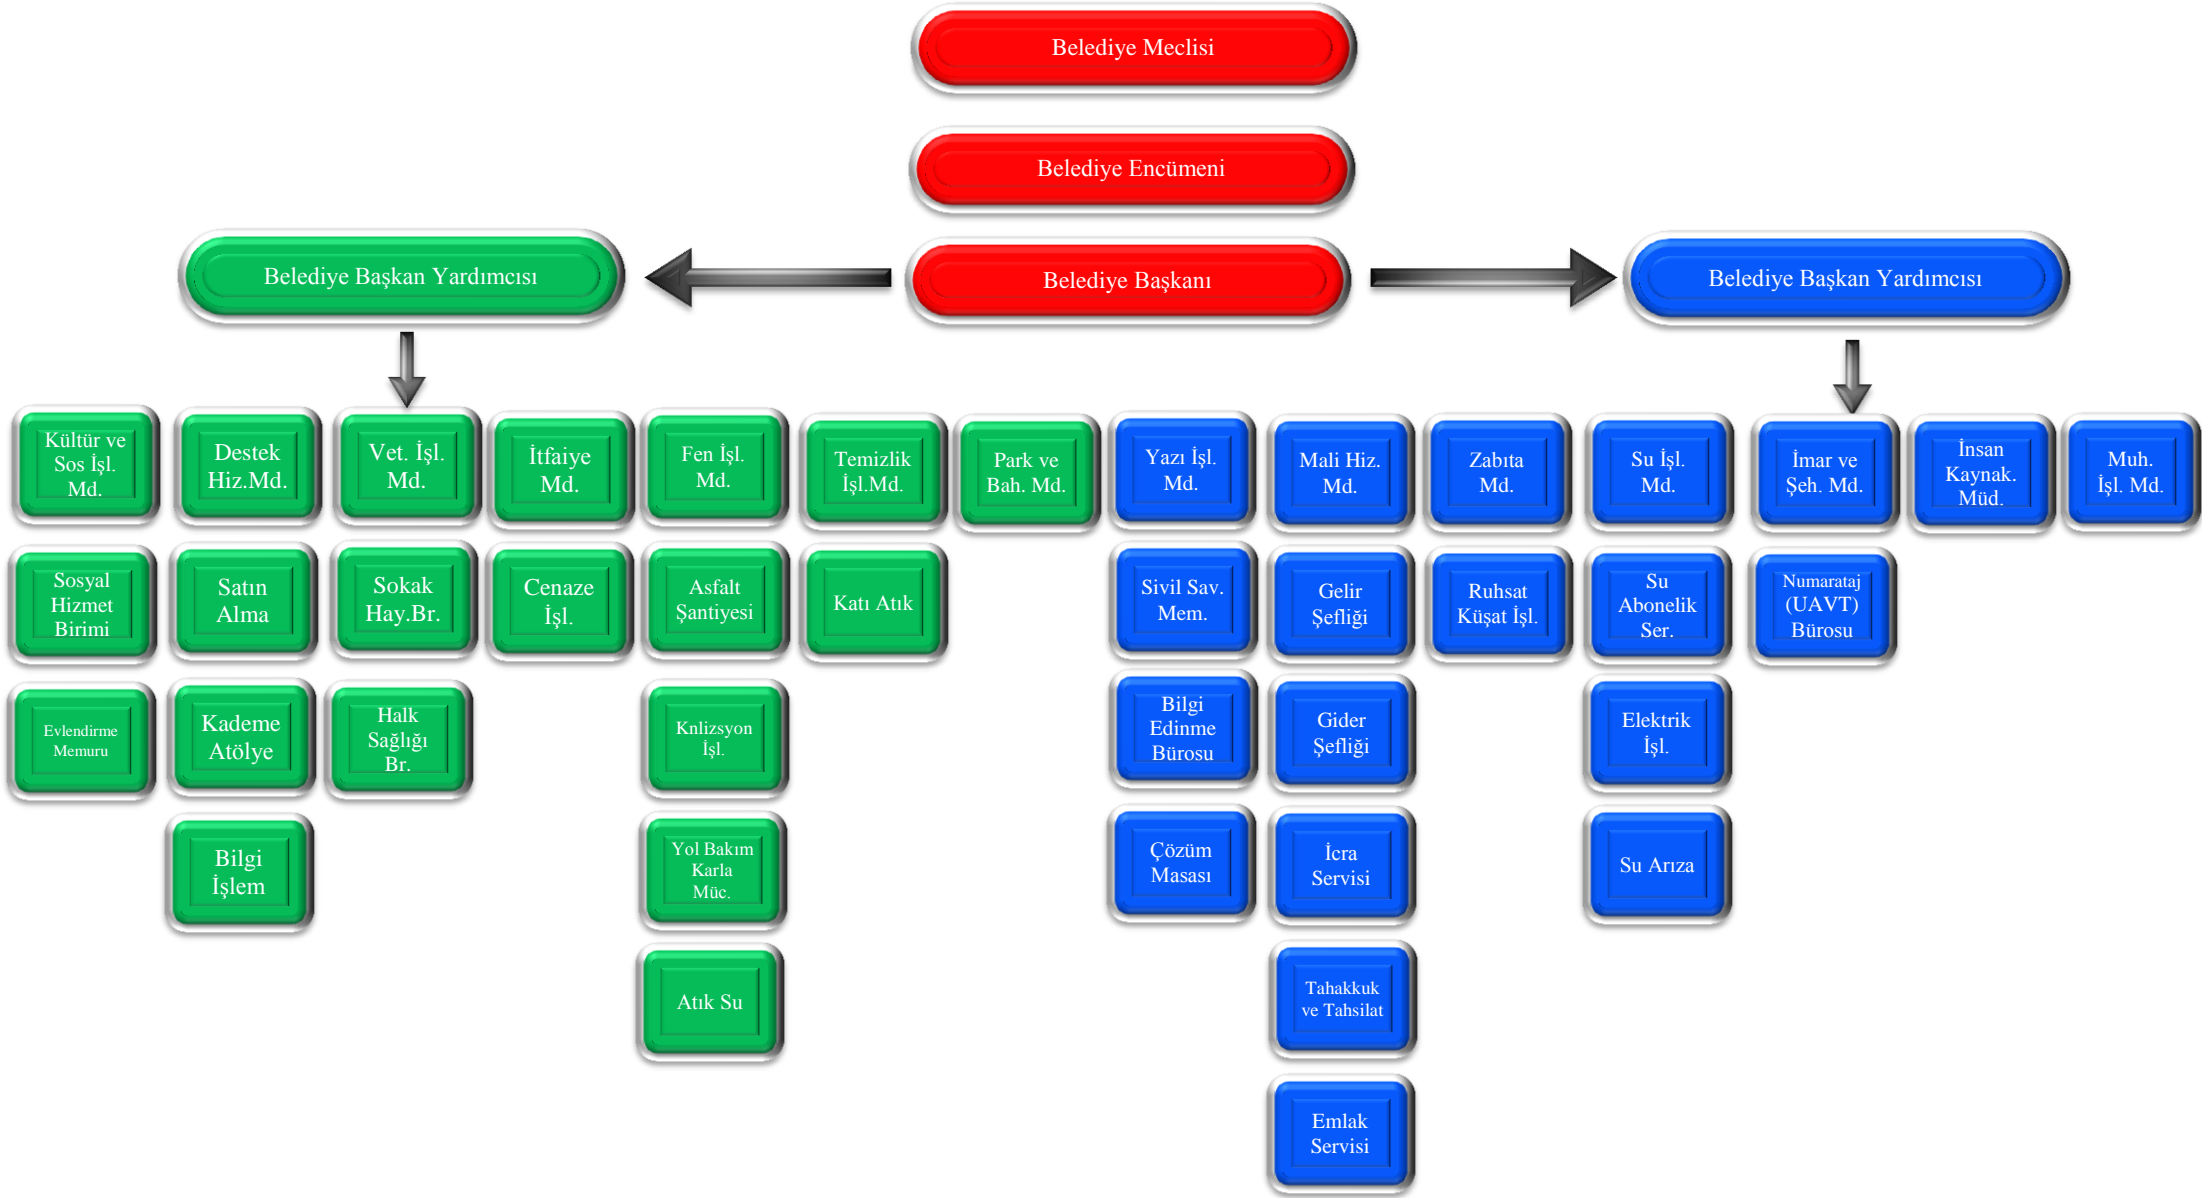 Belediye Meclisi
Belediye Encümeni
Belediye Başkan Yardımcısı
Belediye Başkanı
Belediye Başkan Yardımcısı
Kültür ve
Sos İşl.
Md.
Destek
Hiz.Md.
Vet. İşl.
Md.
İtfaiye
Md.
Fen İşl.
Md.
Temizlik
İşl.Md.
Park ve
Bah. Md.
Yazı İşl.
Md.
Mali Hiz.
Md.
Zabıta
Md.
Su İşl.
Md.
İmar ve
Şeh. Md.
İnsan
Kaynak.
Müd.
Muh.
İşl. Md.
Sosyal
Hizmet
Birimi
Satın
Alma
Sokak
Hay.Br.
Cenaze
İşl.
Asfalt
Şantiyesi
Katı Atık
Sivil Sav.
Mem.
Gelir
Şefliği
Ruhsat
Küşat İşl.
Su
Abonelik
Ser.
Numarataj
(UAVT)
Bürosu
Evlendirme
Memuru
Kademe
Atölye
Halk
Sağlığı
Br.
Knlizsyon
İşl.
Bilgi
Edinme
Bürosu
Gider
Şefliği
Elektrik
İşl.
Bilgi
İşlem
Yol Bakım
Karla
Müc.
Çözüm
Masası
İcra
Servisi
Su Arıza
Atık Su
Tahakkuk
ve Tahsilat
Emlak
Servisi